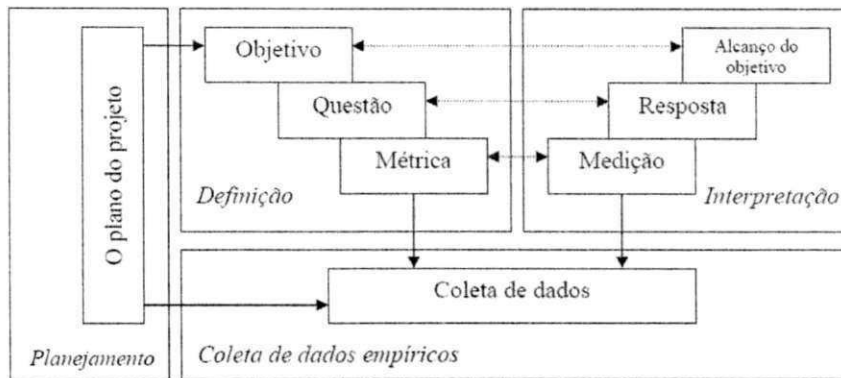 O plano do projeto
Objetivo
Alcanço do
objetivo
Questão
Resposta
Métrica
Medição
Definição
Interpretação
Coleta de dados
Planejamento
Coleta de dados empíricos